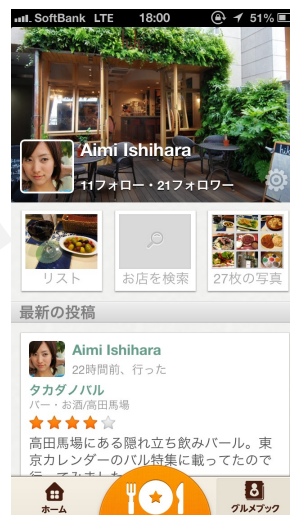 SoftBank LTE 18:00 51%
Aimi Ishihara
11フォロー・21フォロワー
リスト
お店を検索
27枚の写真
最新の投稿
Aimi Ishihara
22時間前、行った
タカダノバル
バー・お酒/高田馬場
高田馬場にある隠れ立ち飲みバール。東
京カレンダーのバル特集に載ってたので
ホーム
グルメブック